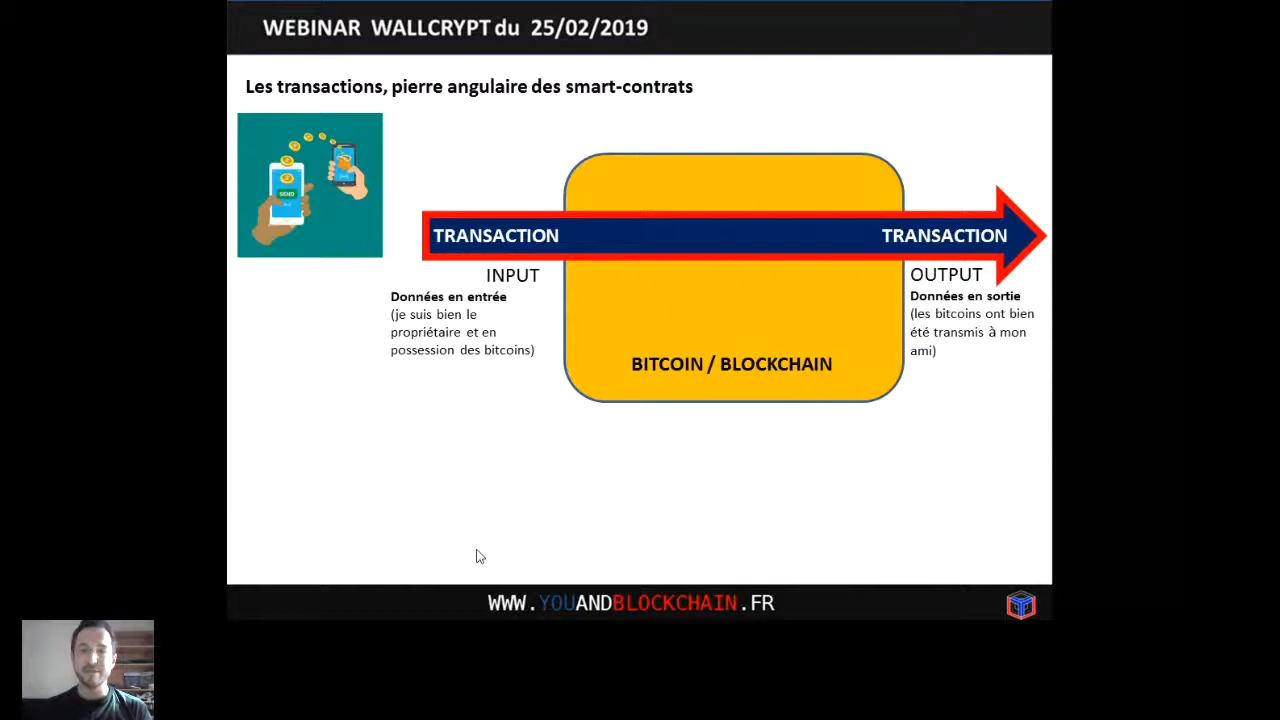 WEBINAR WALLCRYPT du 25/02/2019
Les transactions, pierre angulaire des smart-contrats
SEND
TRANSACTION
TRANSACTION
INPUT
Données en entrée
(je suis bien le
propriétaire et en
possession des bitcoins)
OUTPUT
Données en sortie
(les bitcoins ont bien
été transmis à mon
ami)
BITCOIN / BLOCKCHAIN
WWW.YOUANDBLOCKCHAIN.FR